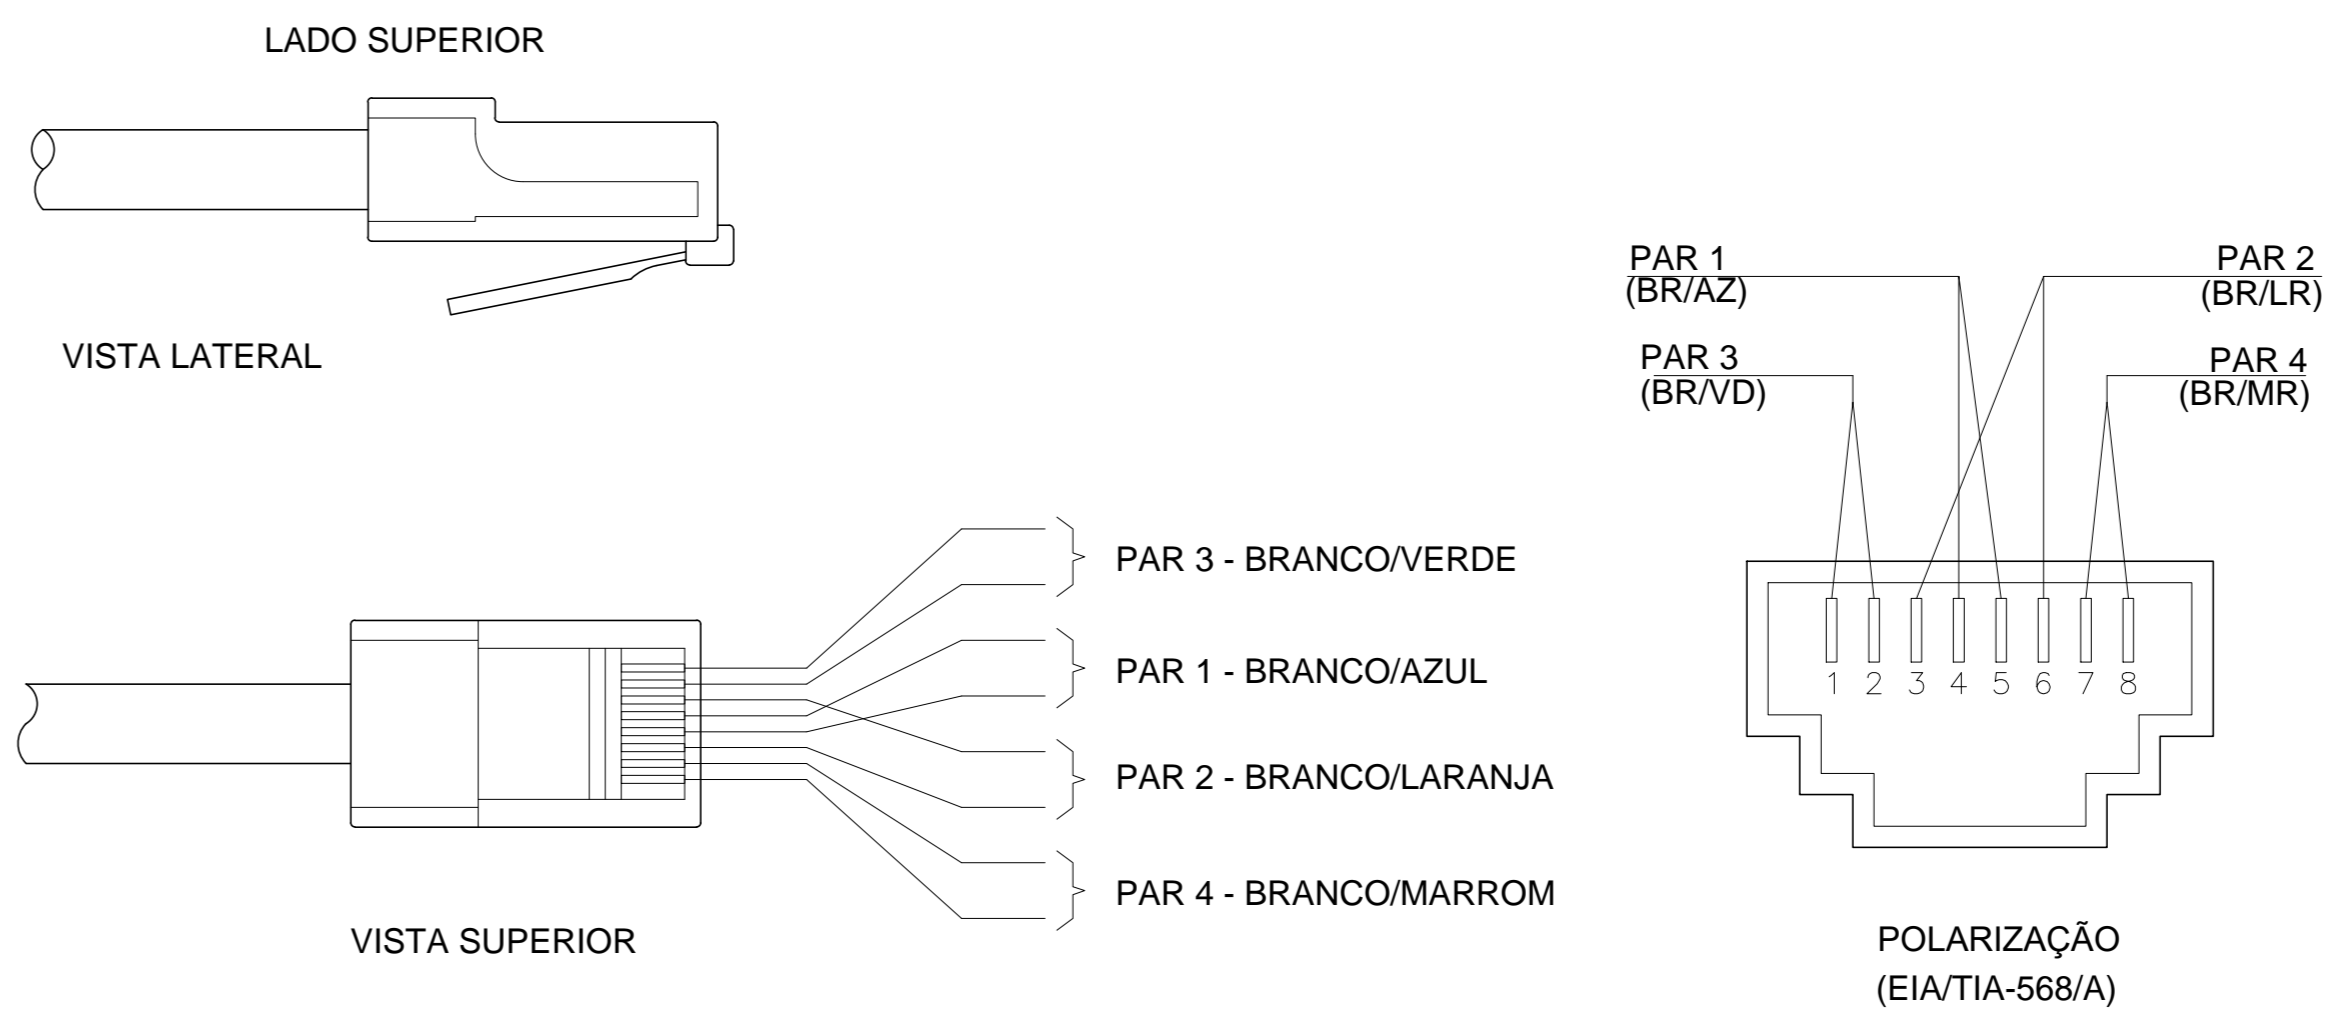 LADO SUPERIOR
VISTA LATERAL
PAR 3 - BRANCO/VERDE
PAR 1 - BRANCO/AZUL
PAR 2 - BRANCO/LARANJA
PAR 4 - BRANCO/MARROM
VISTA SUPERIOR
PAR 1
(BR/AZ)
PAR 2
(BR/LR)
PAR 3
(BR/VD)
PAR 4
(BR/MR)
1 2 3 4 5 6 7 8
POLARIZAÇÃO
(EIA/TIA-568/A)